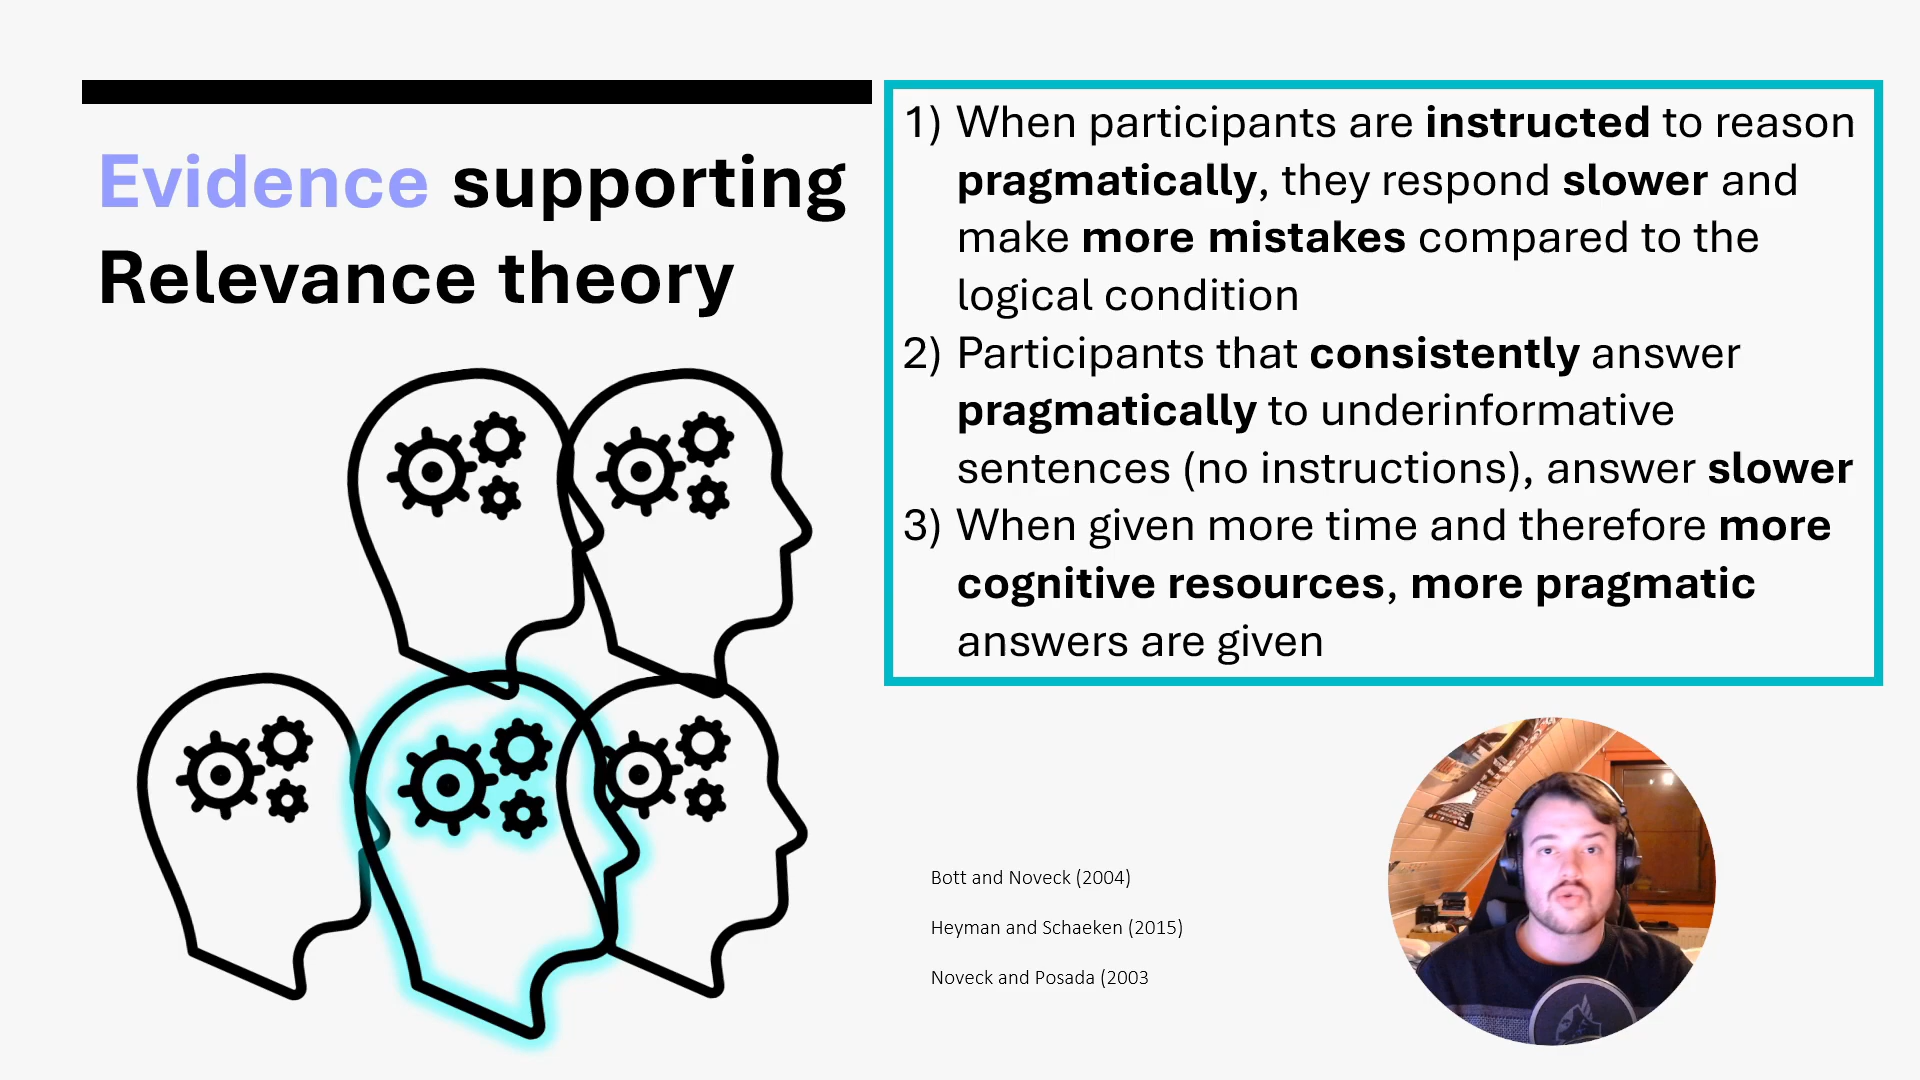 Evidence supporting
Relevance theory
1) When participants are instructed to reason
pragmatically, they respond slower and
make more mistakes compared to the
logical condition
2) Participants that consistently answer
pragmatically to underinformative
sentences (no instructions), answer slower
3) When given more time and therefore more
cognitive resources, more pragmatic
answers are given
Bott and Noveck (2004)
Heyman and Schaeken (2015)
Noveck and Posada (2003